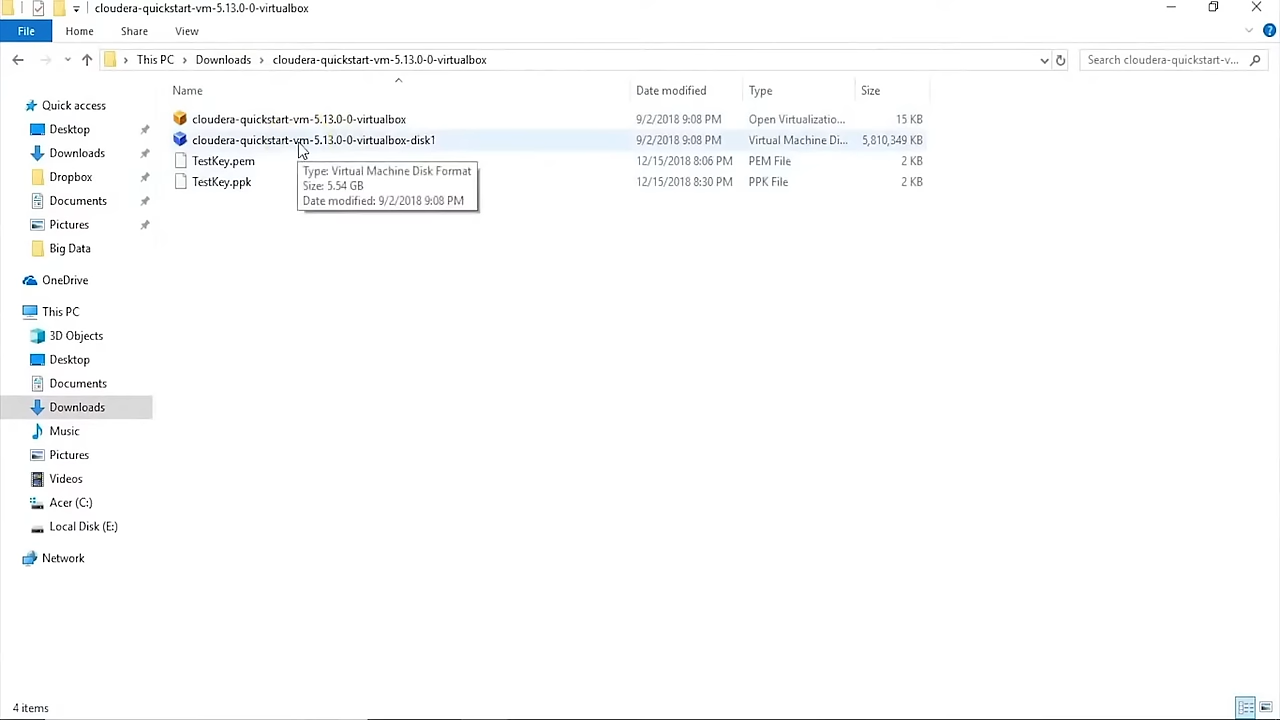 cloudera-quickstart-vm-5.13.0-0-virtualbox
File Home Share View
This PC Downloads cloudera-quickstart-vm-5.13.0-0-virtualbox Search cloudera-quickstart-v...
Name Date modified Type Size
cloudera-quickstart-vm-5.13.0-0-virtualbox 9/2/2018 9:08 PM Open Virtualizatio... 15 KB
cloudera-quickstart-vm-5.13.0-0-virtualbox-disk1 9/2/2018 9:08 PM Virtual Machine Di... 5,810,349 KB
TestKey.pem 12/15/2018 8:06 PM PEM File 2 KB
TestKey.ppk 12/15/2018 8:30 PM PPK File 2 KB
Type: Virtual Machine Disk Format
Size: 5.54 GB
Date modified: 9/2/2018 9:08 PM
Quick access
Desktop
Downloads
Dropbox
Documents
Pictures
Big Data
OneDrive
This PC
3D Objects
Desktop
Documents
Downloads
Music
Pictures
Videos
Acer (C:)
Local Disk (E:)
Network
4 items